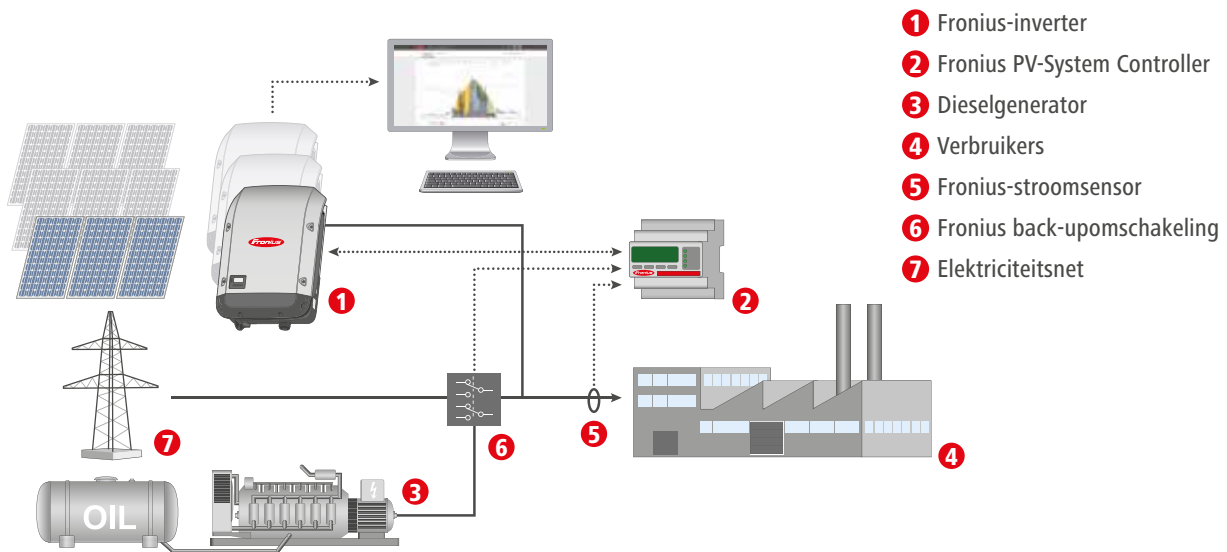 1 Fronius-inverter
2 Fronius PV-System Controller
3 Dieselgenerator
4 Verbruikers
5 Fronius-stroomsensor
6 Fronius back-upomschakeling
7 Elektriciteitsnet
Fronius
1
Fronius
2
7
6
5
4
OIL
3